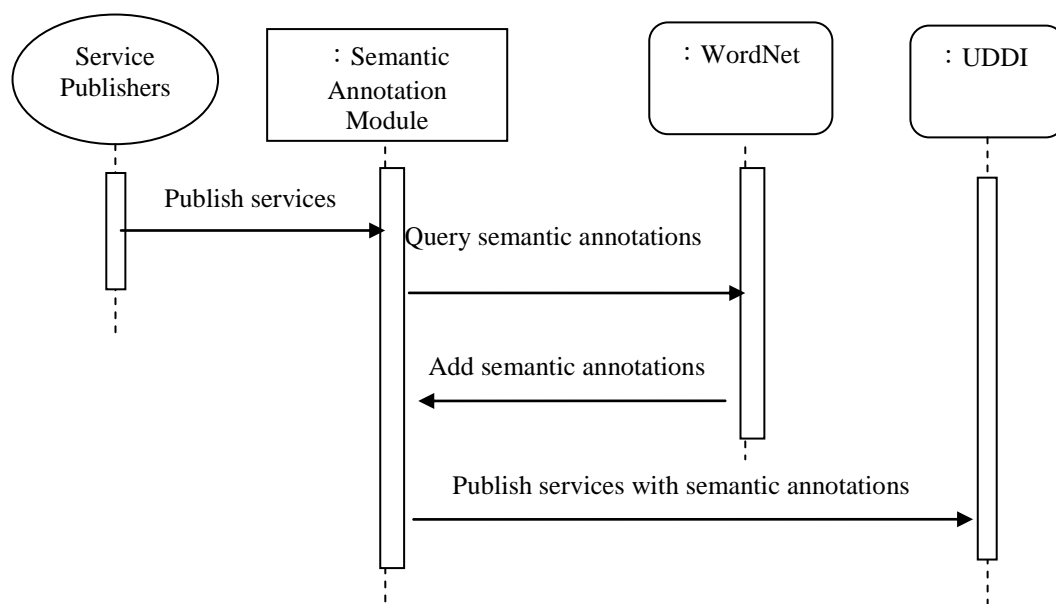 Service
Publishers
：Semantic
Annotation
Module
：WordNet
：UDDI
Publish services
Query semantic annotations
Add semantic annotations
Publish services with semantic annotations